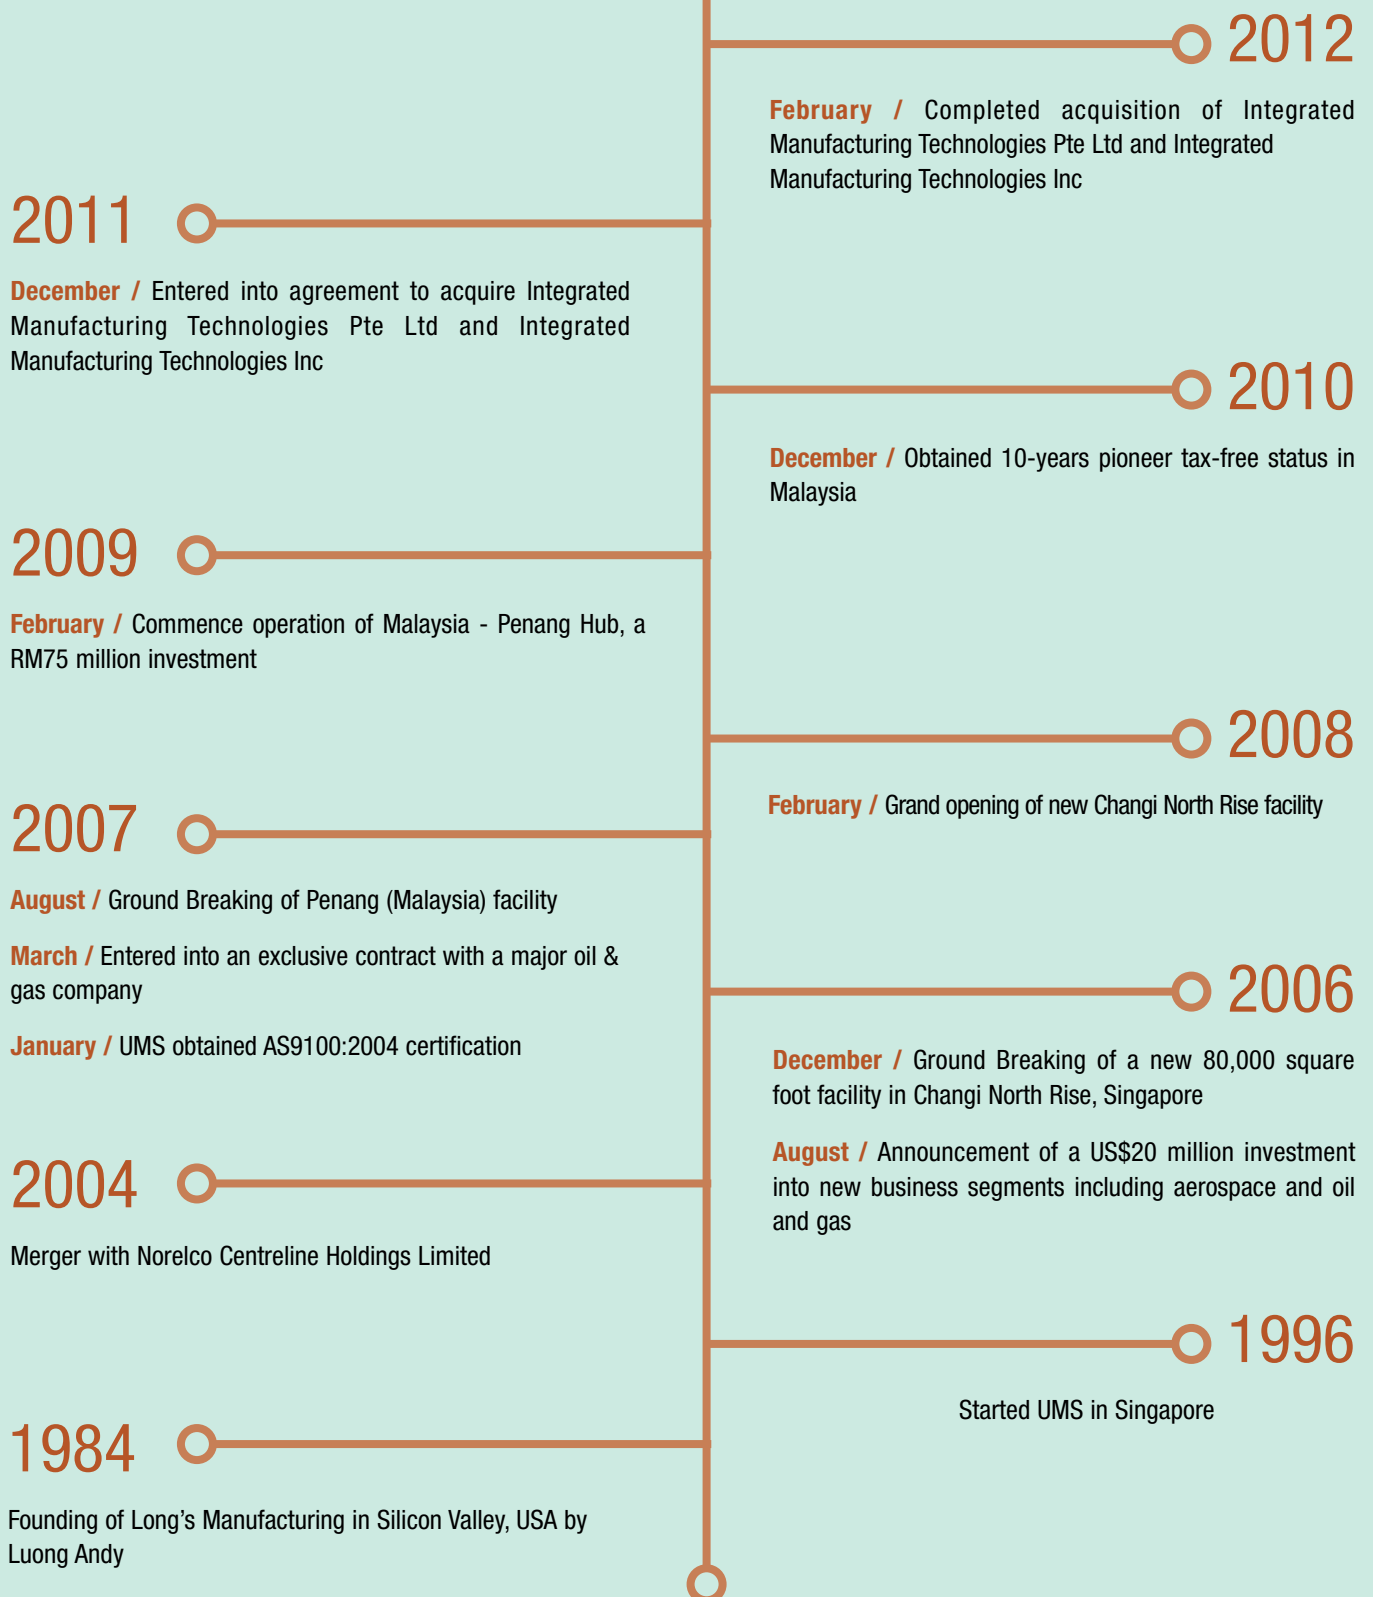 2012
February / Completed acquisition of Integrated
Manufacturing Technologies Pte Ltd and Integrated
Manufacturing Technologies Inc
2011
December / Entered into agreement to acquire Integrated
Manufacturing Technologies Pte Ltd and Integrated
Manufacturing Technologies Inc
2010
December / Obtained 10-years pioneer tax-free status in
Malaysia
2009
February / Commence operation of Malaysia - Penang Hub, a
RM75 million investment
2008
February / Grand opening of new Changi North Rise facility
2007
August / Ground Breaking of Penang (Malaysia) facility
March / Entered into an exclusive contract with a major oil &
gas company
January / UMS obtained AS9100:2004 certification
2006
December / Ground Breaking of a new 80,000 square
foot facility in Changi North Rise, Singapore
August / Announcement of a US$20 million investment
into new business segments including aerospace and oil
and gas
2004
Merger with Norelco Centreline Holdings Limited
1996
Started UMS in Singapore
1984
Founding of Long’s Manufacturing in Silicon Valley, USA by
Luong Andy